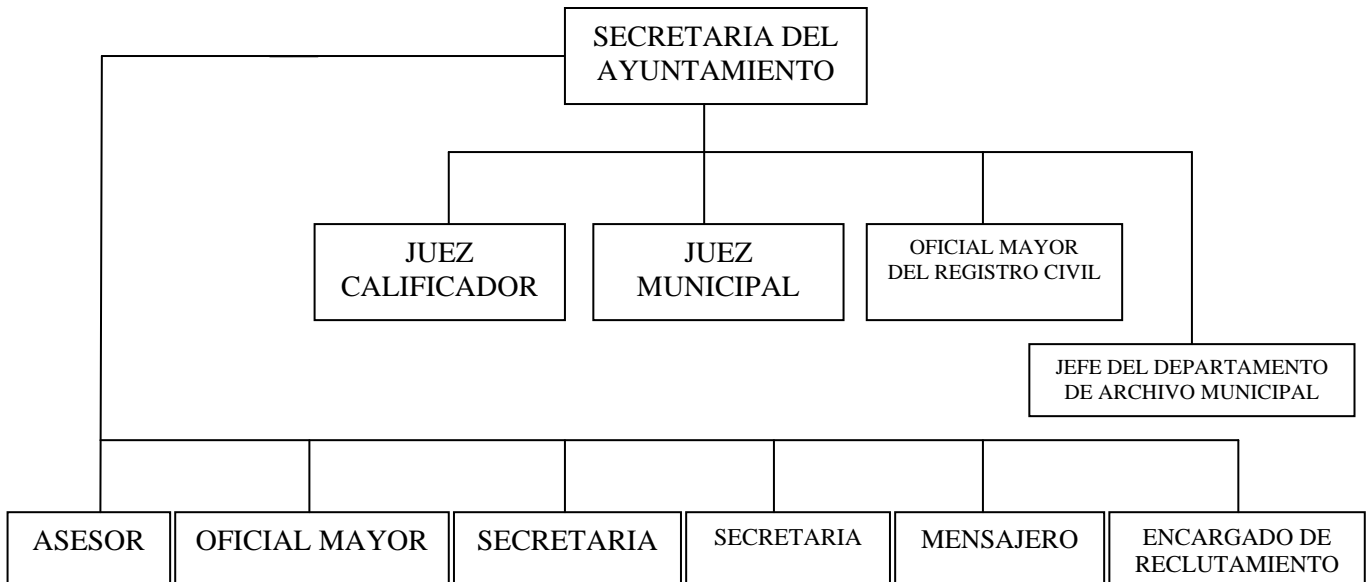 SECRETARIA DEL
AYUNTAMIENTO
JUEZ
CALIFICADOR
JUEZ
MUNICIPAL
OFICIAL MAYOR
DEL REGISTRO CIVIL
JEFE DEL DEPARTAMENTO
DE ARCHIVO MUNICIPAL
ASESOR
OFICIAL MAYOR
SECRETARIA
SECRETARIA
MENSAJERO
ENCARGADO DE
RECLUTAMIENTO